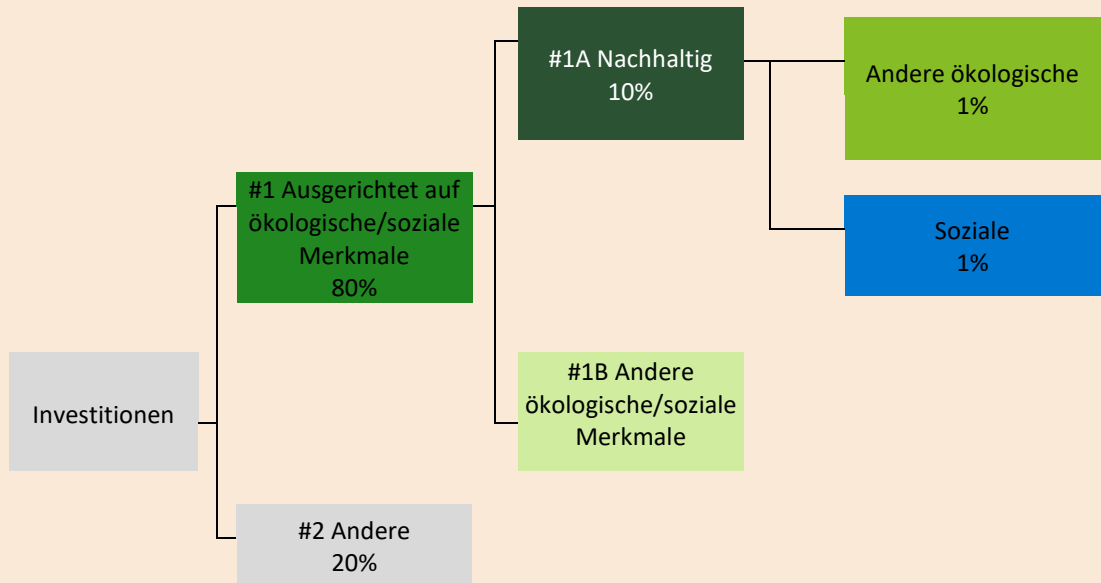 #1A Nachhaltig
10%
Andere ökologische
1%
#1 Ausgerichtet auf
ökologische/soziale
Merkmale
80%
Soziale
1%
Investitionen
#1B Andere
ökologische/soziale
Merkmale
#2 Andere
20%